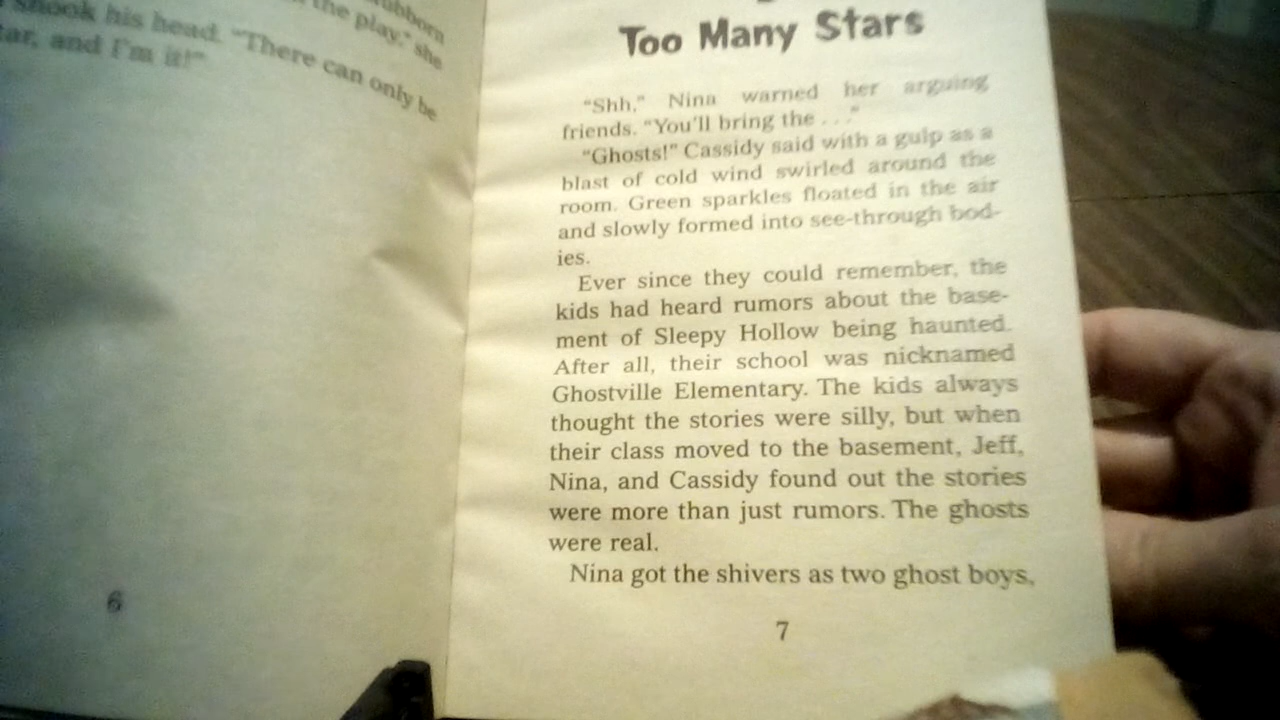 ubborn
the play," she
shook his head. "There can only be
tar, and I'm it!"
6
Too Many Stars
"Shh," Nina warned her arguing
friends. "You'll bring the . . ."
"Ghosts!" Cassidy said with a gulp as a
blast of cold wind swirled around the
room. Green sparkles floated in the air
and slowly formed into see-through bod-
ies.
Ever since they could remember, the
kids had heard rumors about the base-
ment of Sleepy Hollow being haunted.
After all, their school was nicknamed
Ghostville Elementary. The kids always
thought the stories were silly, but when
their class moved to the basement, Jeff,
Nina, and Cassidy found out the stories
were more than just rumors. The ghosts
were real.
Nina got the shivers as two ghost boys,
7